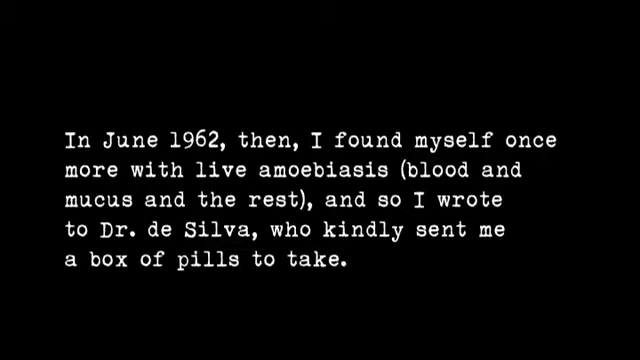 In June 1962, then, I found myself once
more with live amoebiasis (blood and
mucus and the rest), and so I wrote
to Dr. de Silva, who kindly sent me
a box of pills to take.